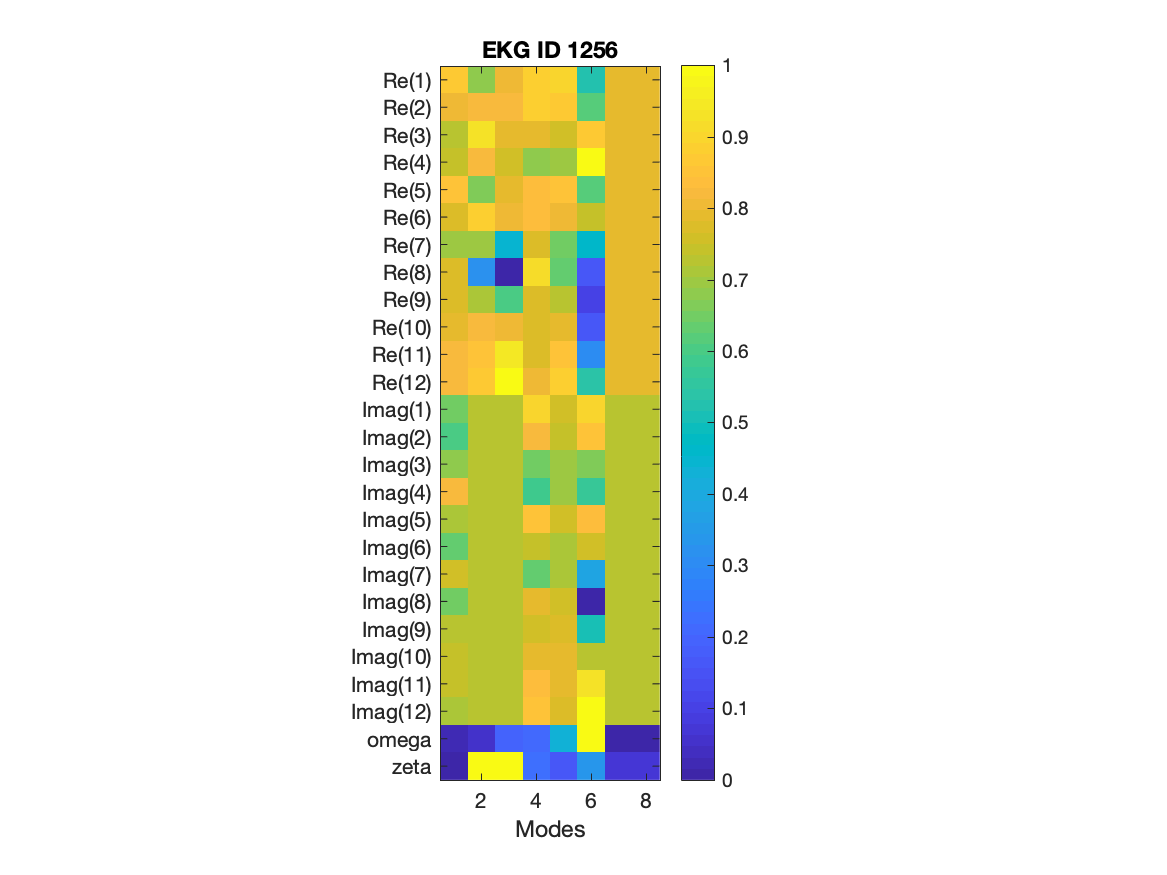 EKG ID 1256
Re(1)
Re(2)
Re(3)
Re(4)
Re(5)
Re(6)
Re(7)
Re(8)
Re(9)
Re(10)
Re(11)
Re(12)
Imag(1)
Imag(2)
Imag(3)
Imag(4)
Imag(5)
Imag(6)
Imag(7)
Imag(8)
Imag(9)
Imag(10)
Imag(11)
Imag(12)
omega
zeta
2 4 6 8
Modes
1
0.9
0.8
0.7
0.6
0.5
0.4
0.3
0.2
0.1
0